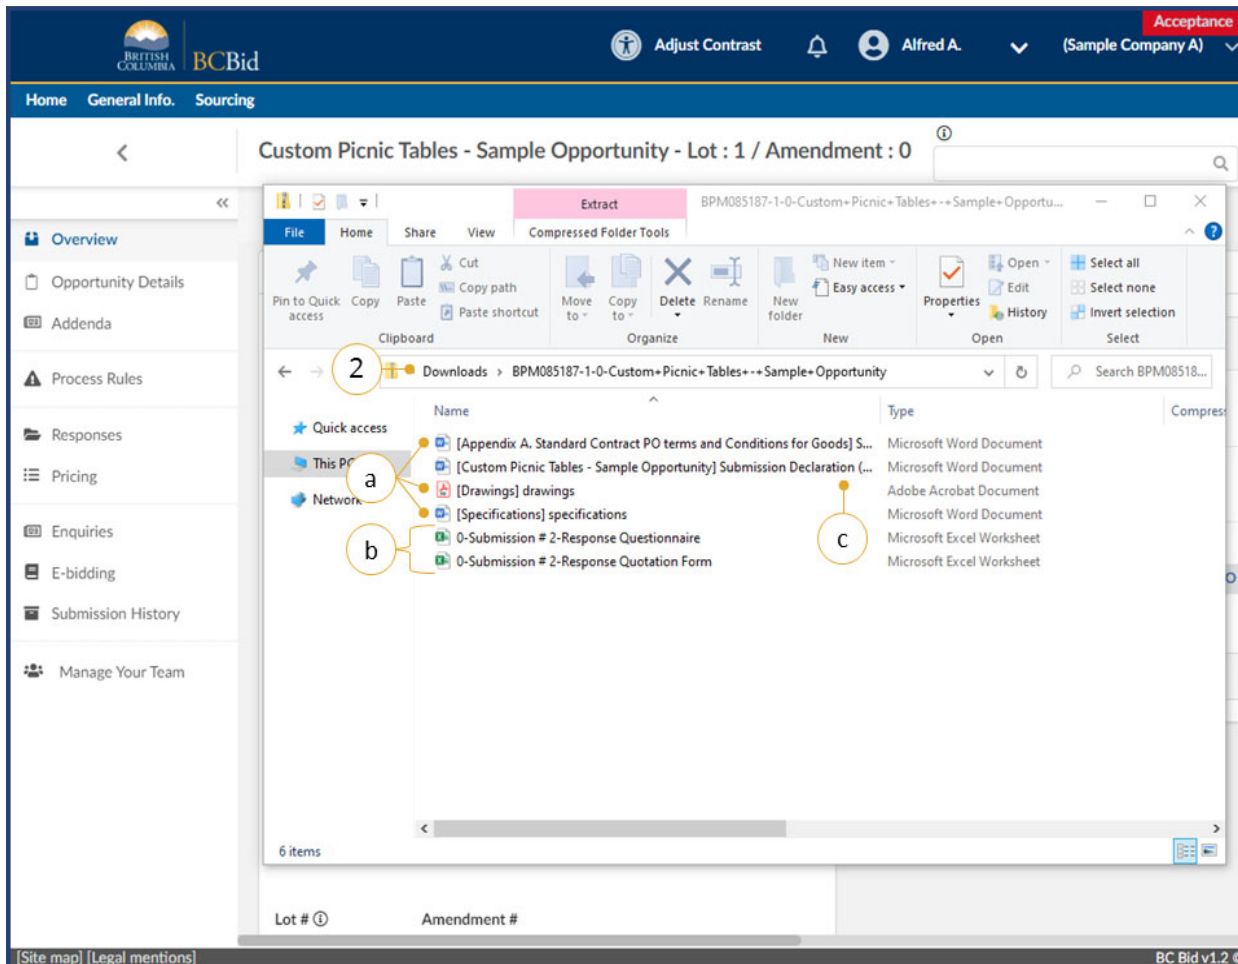 Acceptance
BRITISH COLUMBIA
BCBid
Adjust Contrast
Alfred A.
(Sample Company A)
Home General Info. Sourcing
Custom Picnic Tables - Sample Opportunity - Lot : 1 / Amendment : 0
Overview
Opportunity Details
Addenda
Process Rules
Responses
Pricing
Enquiries
E-bidding
Submission History
Manage Your Team
Extract
BPM085187-1-0-Custom+Picnic+Tables+-+Sample+Opportu...
File Home Share View Compressed Folder Tools
Pin to Quick access
Copy
Paste
Cut
Copy path
Paste shortcut
Clipboard
Move to
Copy to
Delete
Rename
Organize
New folder
New item
Easy access
New
Properties
Open
Edit
History
Open
Select all
Select none
Invert selection
Select
2
Downloads > BPM085187-1-0-Custom+Picnic+Tables+-+Sample+Opportunity
Search BPM08518...
Quick access
This PC
Network
Name Type Compres
[Appendix A. Standard Contract PO terms and Conditions for Goods] S... Microsoft Word Document
[Custom Picnic Tables - Sample Opportunity] Submission Declaration (... Microsoft Word Document
[Drawings] drawings Adobe Acrobat Document
[Specifications] specifications Microsoft Word Document
0-Submission # 2-Response Questionnaire Microsoft Excel Worksheet
0-Submission # 2-Response Quotation Form Microsoft Excel Worksheet
a
b
c
6 items
Lot # Amendment #
[Site map] [Legal mentions]
BC Bid v1.2 ©